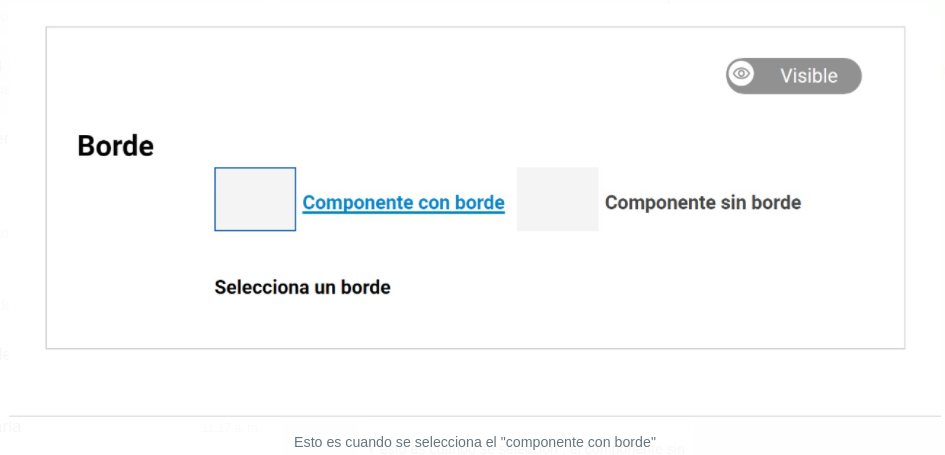 Visible
Borde
Componente con borde
Componente sin borde
Selecciona un borde
Esto es cuando se selecciona el "componente con borde"